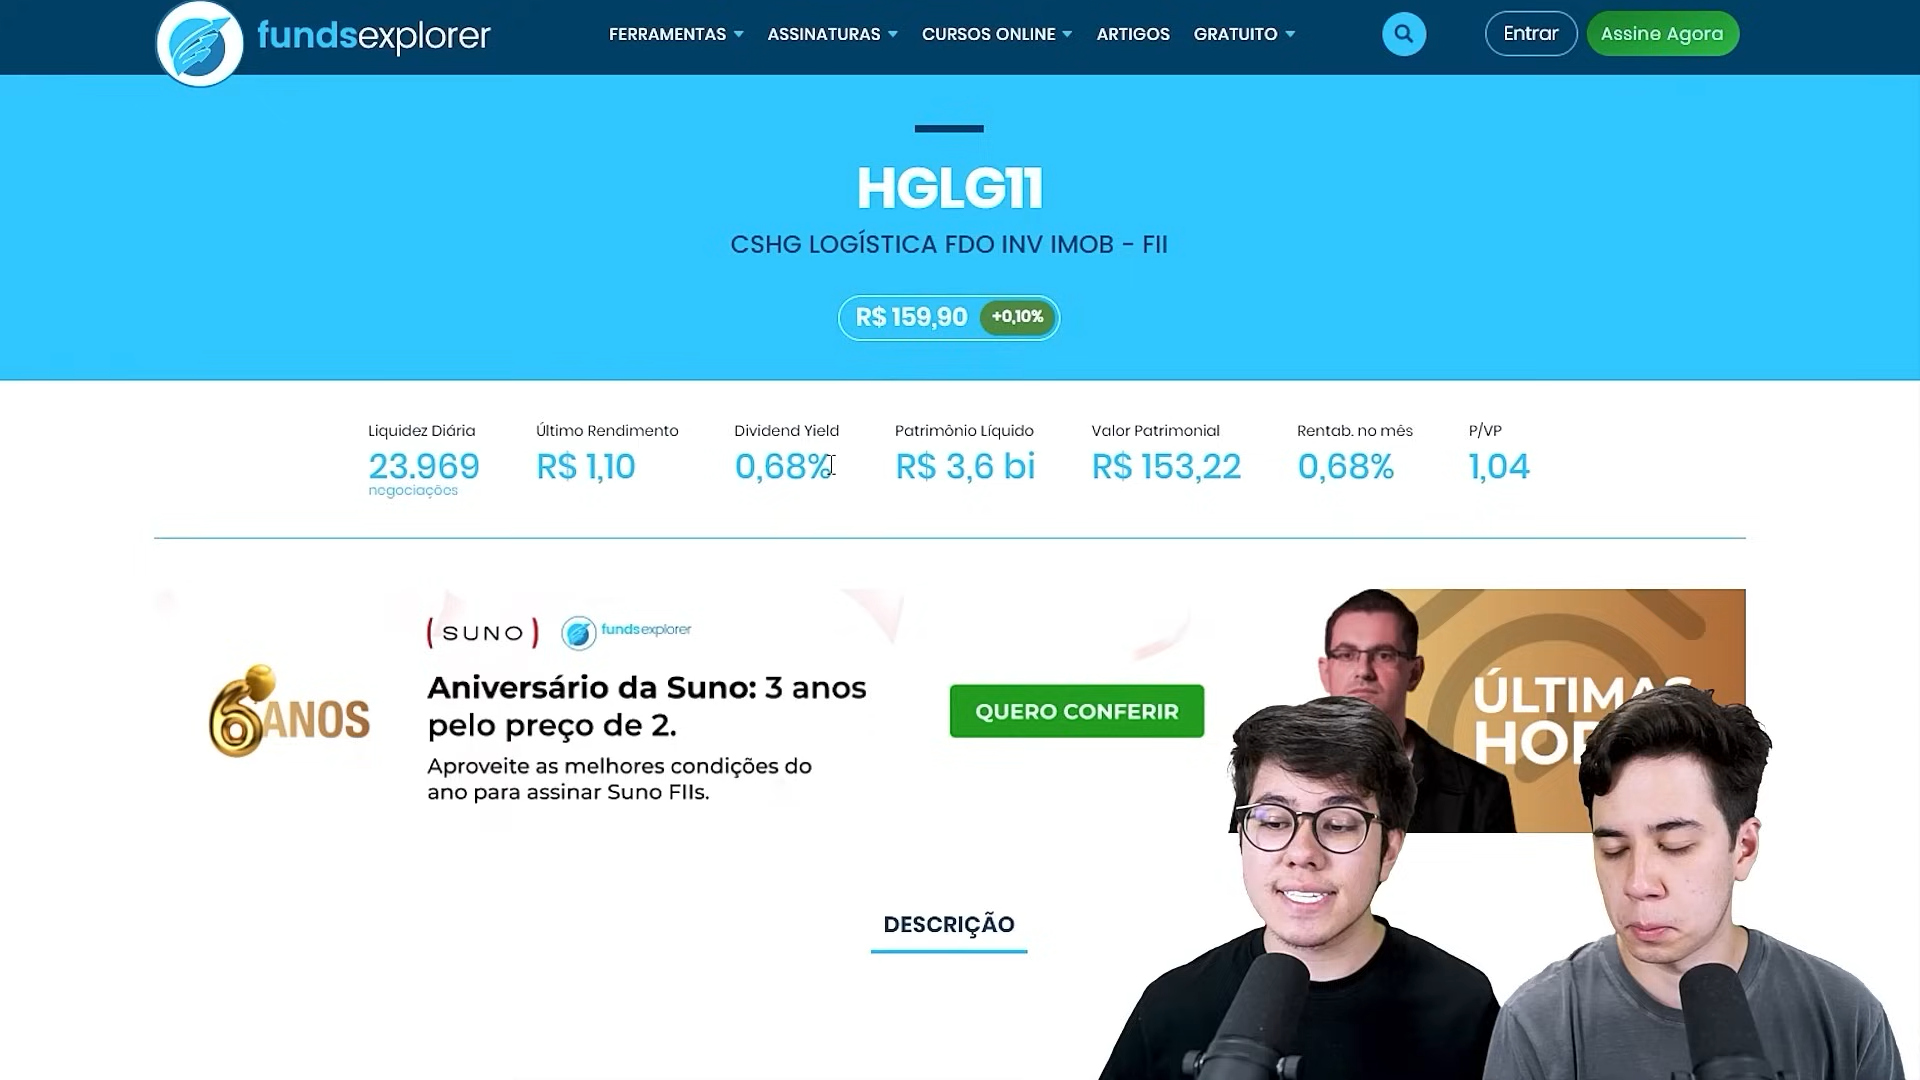 fundsexplorer
FERRAMENTAS
ASSINATURAS
CURSOS ONLINE
ARTIGOS
GRATUITO
Entrar
Assine Agora
HGLG11
CSHG LOGÍSTICA FDO INV IMOB - FII
R$ 159,90 +0,10%
Liquidez Diária
23.969
negociações
Último Rendimento
R$ 1,10
Dividend Yield
0,68%
Patrimônio Líquido
R$ 3,6 bi
Valor Patrimonial
R$ 153,22
Rentab. no mês
0,68%
P/VP
1,04
6 ANOS
(SUNO) fundsexplorer
Aniversário da Suno: 3 anos
pelo preço de 2.
Aproveite as melhores condições do
ano para assinar Suno FIIs.
QUERO CONFERIR
DESCRIÇÃO